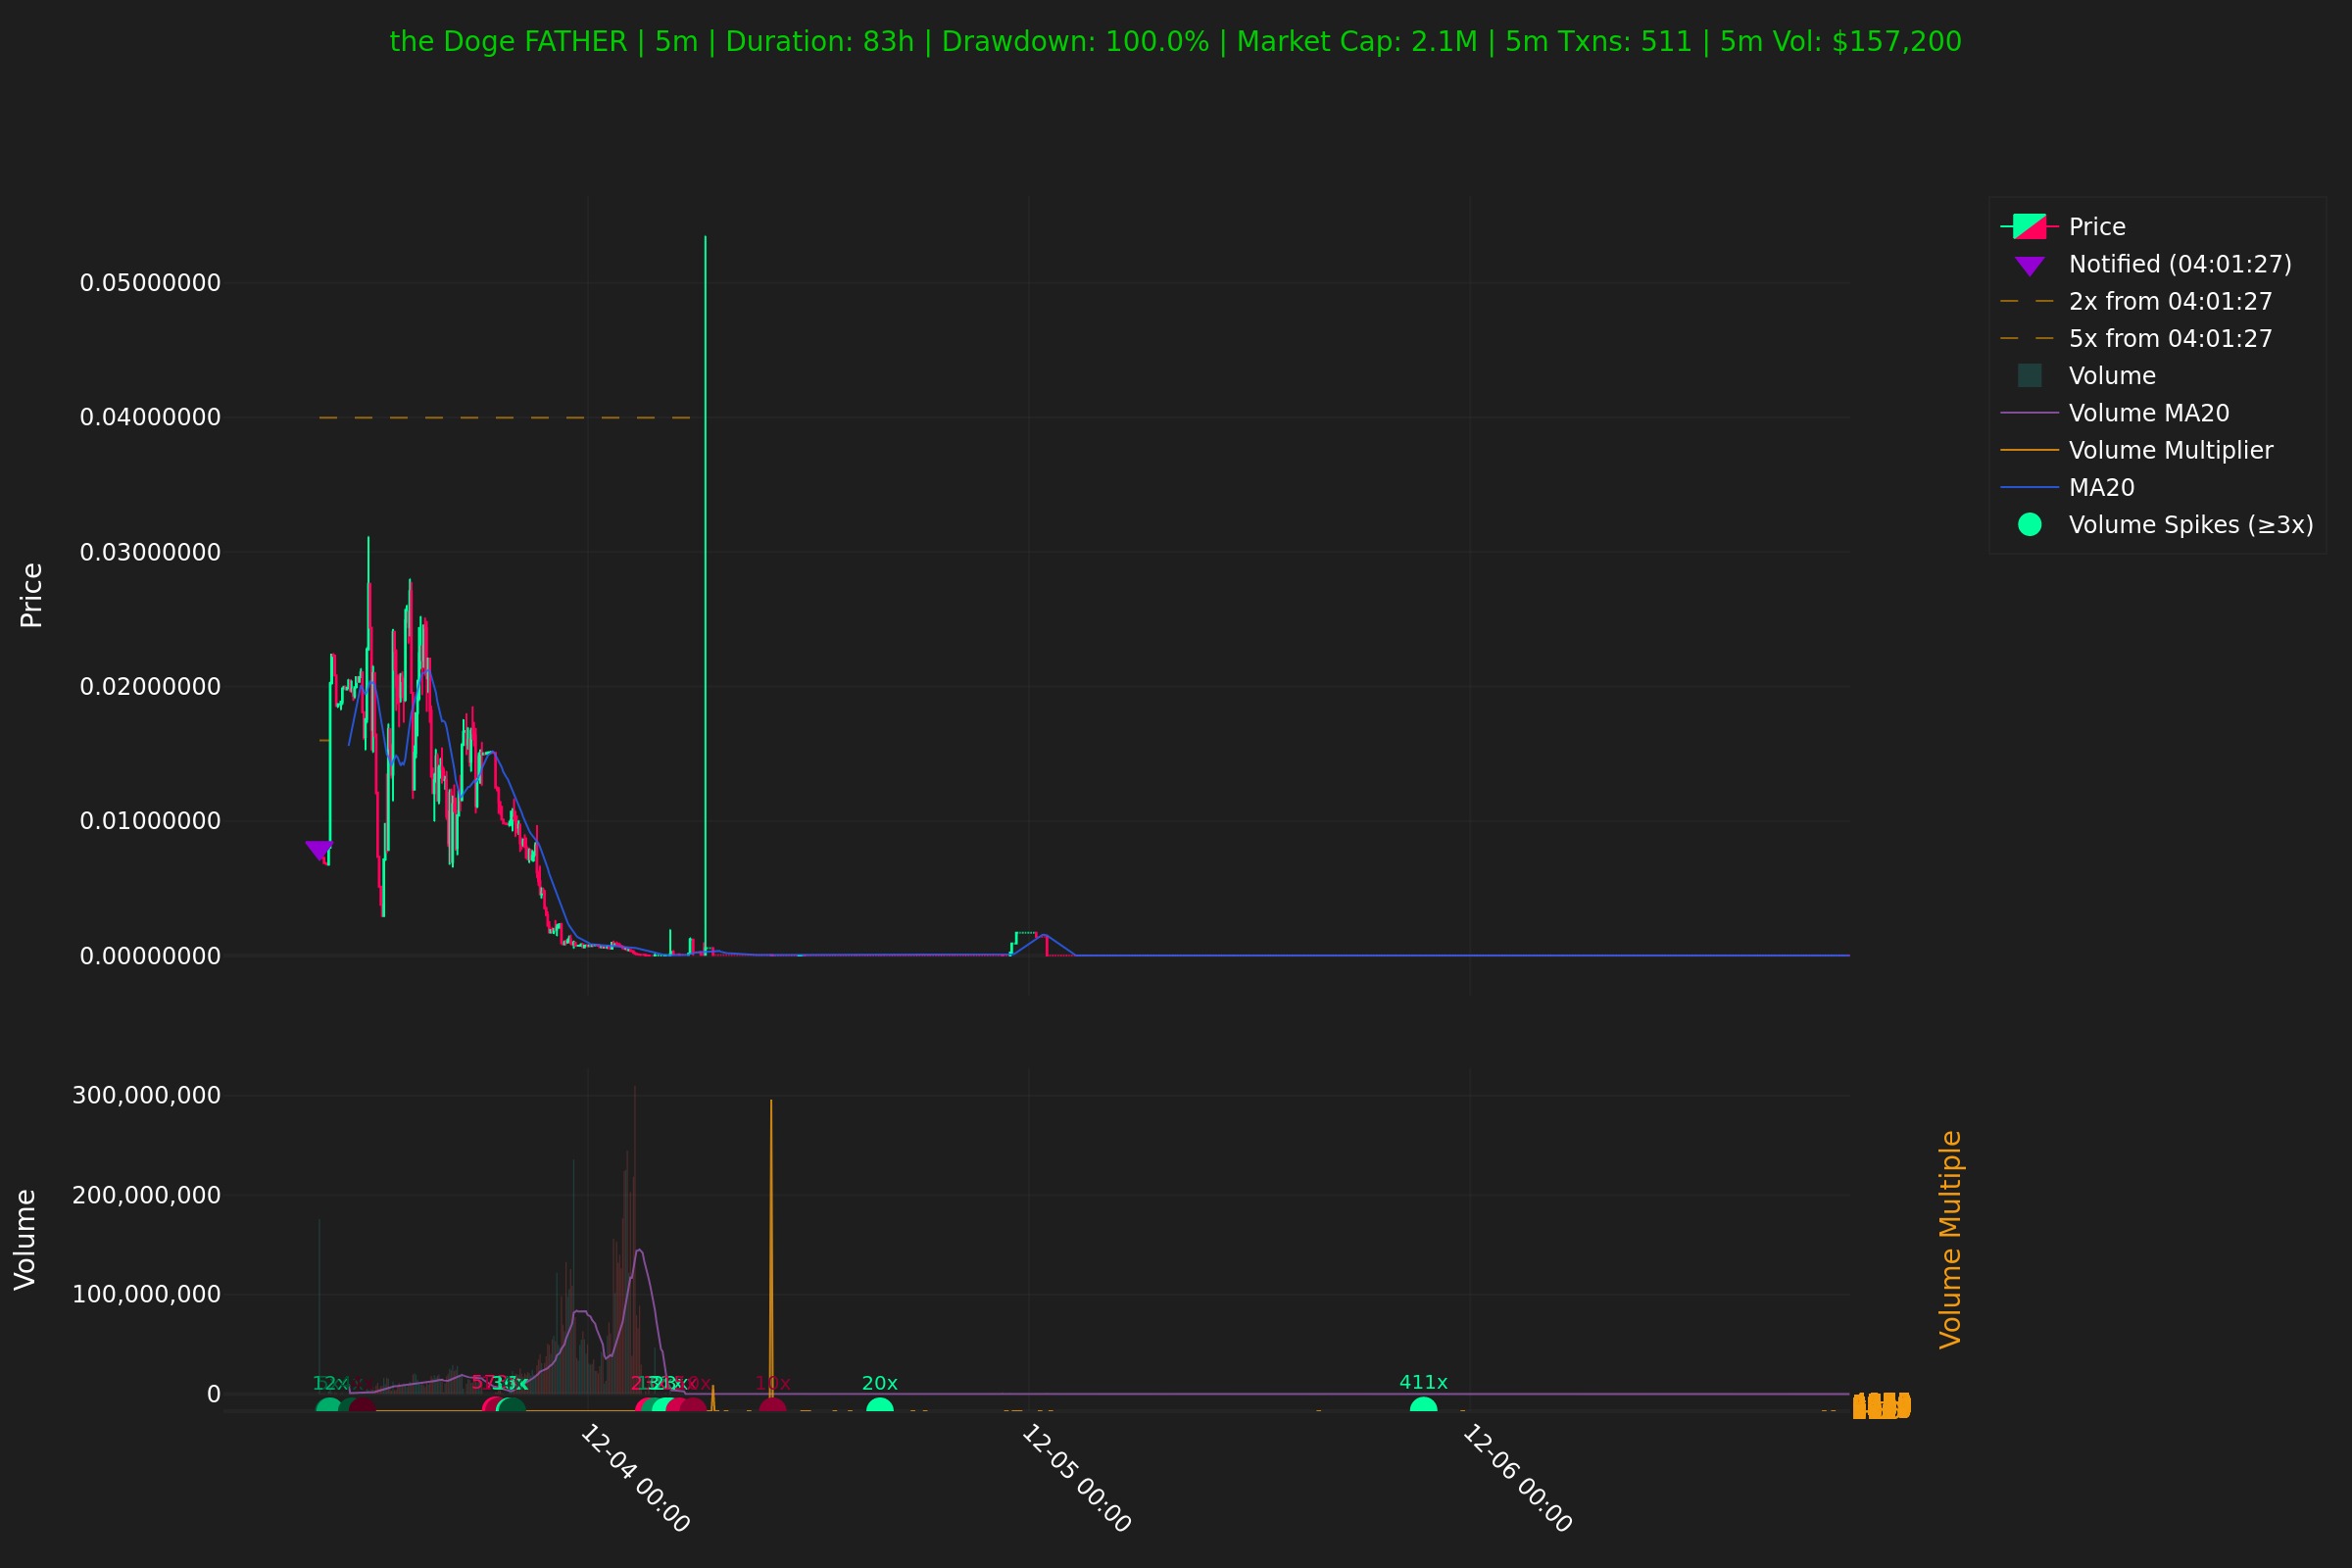 the Doge FATHER | 5m | Duration: 83h | Drawdown: 100.0% | Market Cap: 2.1M | 5m Txns: 511 | 5m Vol: $157,200
Price
0.05000000
0.04000000
0.03000000
0.02000000
0.01000000
0.00000000
Price
Notified (04:01:27)
2x from 04:01:27
5x from 04:01:27
Volume
Volume MA20
Volume Multiplier
MA20
Volume Spikes (≥3x)
Volume
300,000,000
200,000,000
100,000,000
0
12x
10x
20x
411x
Volume Multiple
12-04 00:00
12-05 00:00
12-06 00:00